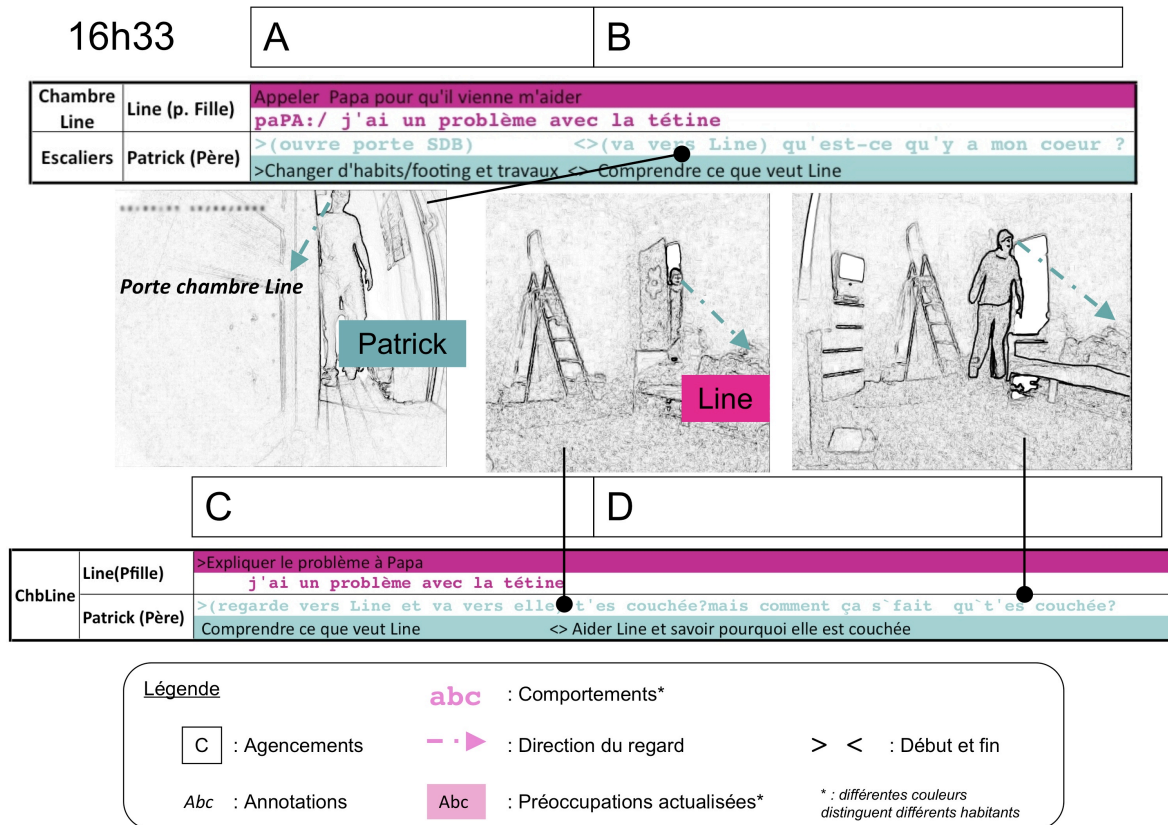 16h33
A
B
Chambre Line
Line (p. Fille)
Appeler Papa pour qu'il vienne m'aider
paPA:/ j'ai un problème avec la tétine
Escaliers
Patrick (Père)
>(ouvre porte SDB) <>(va vers Line) qu'est-ce qu'y a mon coeur ?
>Changer d'habits/footing et travaux <> Comprendre ce que veut Line
Porte chambre Line
Patrick
Line
C
D
ChbLine
Line(Pfille)
>Expliquer le problème à Papa
j'ai un problème avec la tétine
Patrick (Père)
>(regarde vers Line et va vers elle t'es couchée?mais comment ça s`fait qu`t'es couchée?
Comprendre ce que veut Line <> Aider Line et savoir pourquoi elle est couchée
Légende
abc : Comportements*
C : Agencements
: Direction du regard
> < : Début et fin
Abc : Annotations
Abc : Préoccupations actualisées*
* : différentes couleurs
distinguent différents habitants